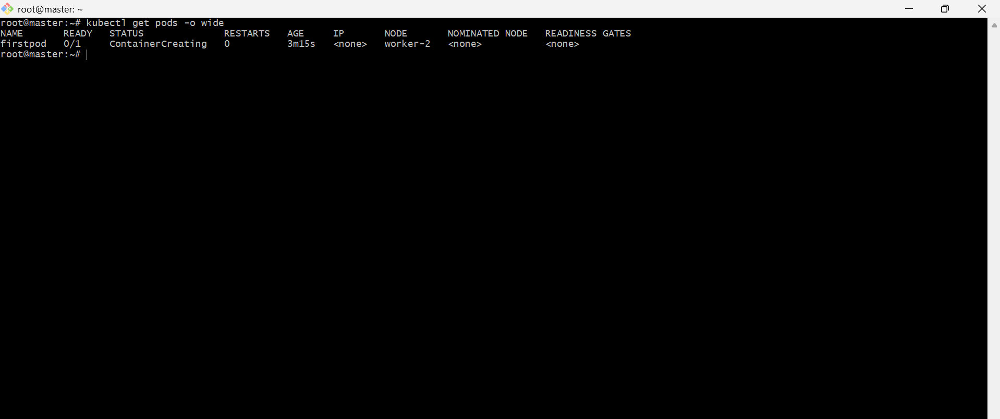 root@master: ~
root@master:~# kubectl get pods -o wide
NAME       READY   STATUS              RESTARTS   AGE     IP       NODE       NOMINATED NODE   READINESS GATES
firstpod   0/1     ContainerCreating   0          3m15s   <none>   worker-2   <none>           <none>
root@master:~#